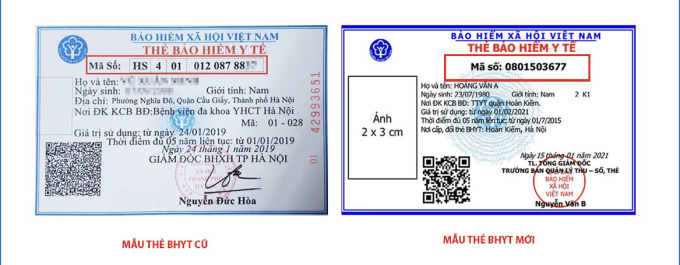 BẢO HIỂM XÃ HỘI VIỆT NAM
THẺ BẢO HIỂM Y TẾ
Mã Số: HS 4 01 012 087 88
Họ và tên:
Ngày sinh: Giới tính: Nam
Địa chỉ: Phường Nghĩa Đô, Quận Cầu Giấy, Thành phố Hà Nội
Nơi ĐK KCB BĐ:Bệnh viện đa khoa YHCT Hà Nội
Mã: 01 - 028
Giá trị sử dụng: từ ngày 24/01/2019
Thời điểm đủ 05 năm liên tục: từ 01/01/2019
Ngày 24 tháng 1 năm 2019
GIÁM ĐỐC BHXH TP HÀ NỘI
Nguyễn Đức Hòa
01 42993651
MẪU THẺ BHYT CŨ
BẢO HIỂM XÃ HỘI VIỆT NAM
THẺ BẢO HIỂM Y TẾ
Mã số: 0801503677
Họ và tên: HOÀNG VĂN A
Ngày sinh: 23/07/1980 Giới tính: Nam 2 K1
Nơi ĐK KCB BĐ: TTYT quận Hoàn Kiếm.
Giá trị sử dụng: từ ngày 01/02/2021
Thời điểm đủ 05 năm liên tục: từ ngày 01/7/2015
Nơi cấp, đổi thẻ BHYT: Hoàn Kiếm, Hà Nội
Ảnh
2 x 3 cm
Ngày 15 tháng 01 năm 2021
TL. TỔNG GIÁM ĐỐC
TRƯỞNG BAN QUẢN LÝ THU – SỔ, THẺ
BẢO HIỂM
XÃ HỘI
VIỆT NAM
Nguyễn Văn B
MẪU THẺ BHYT MỚI